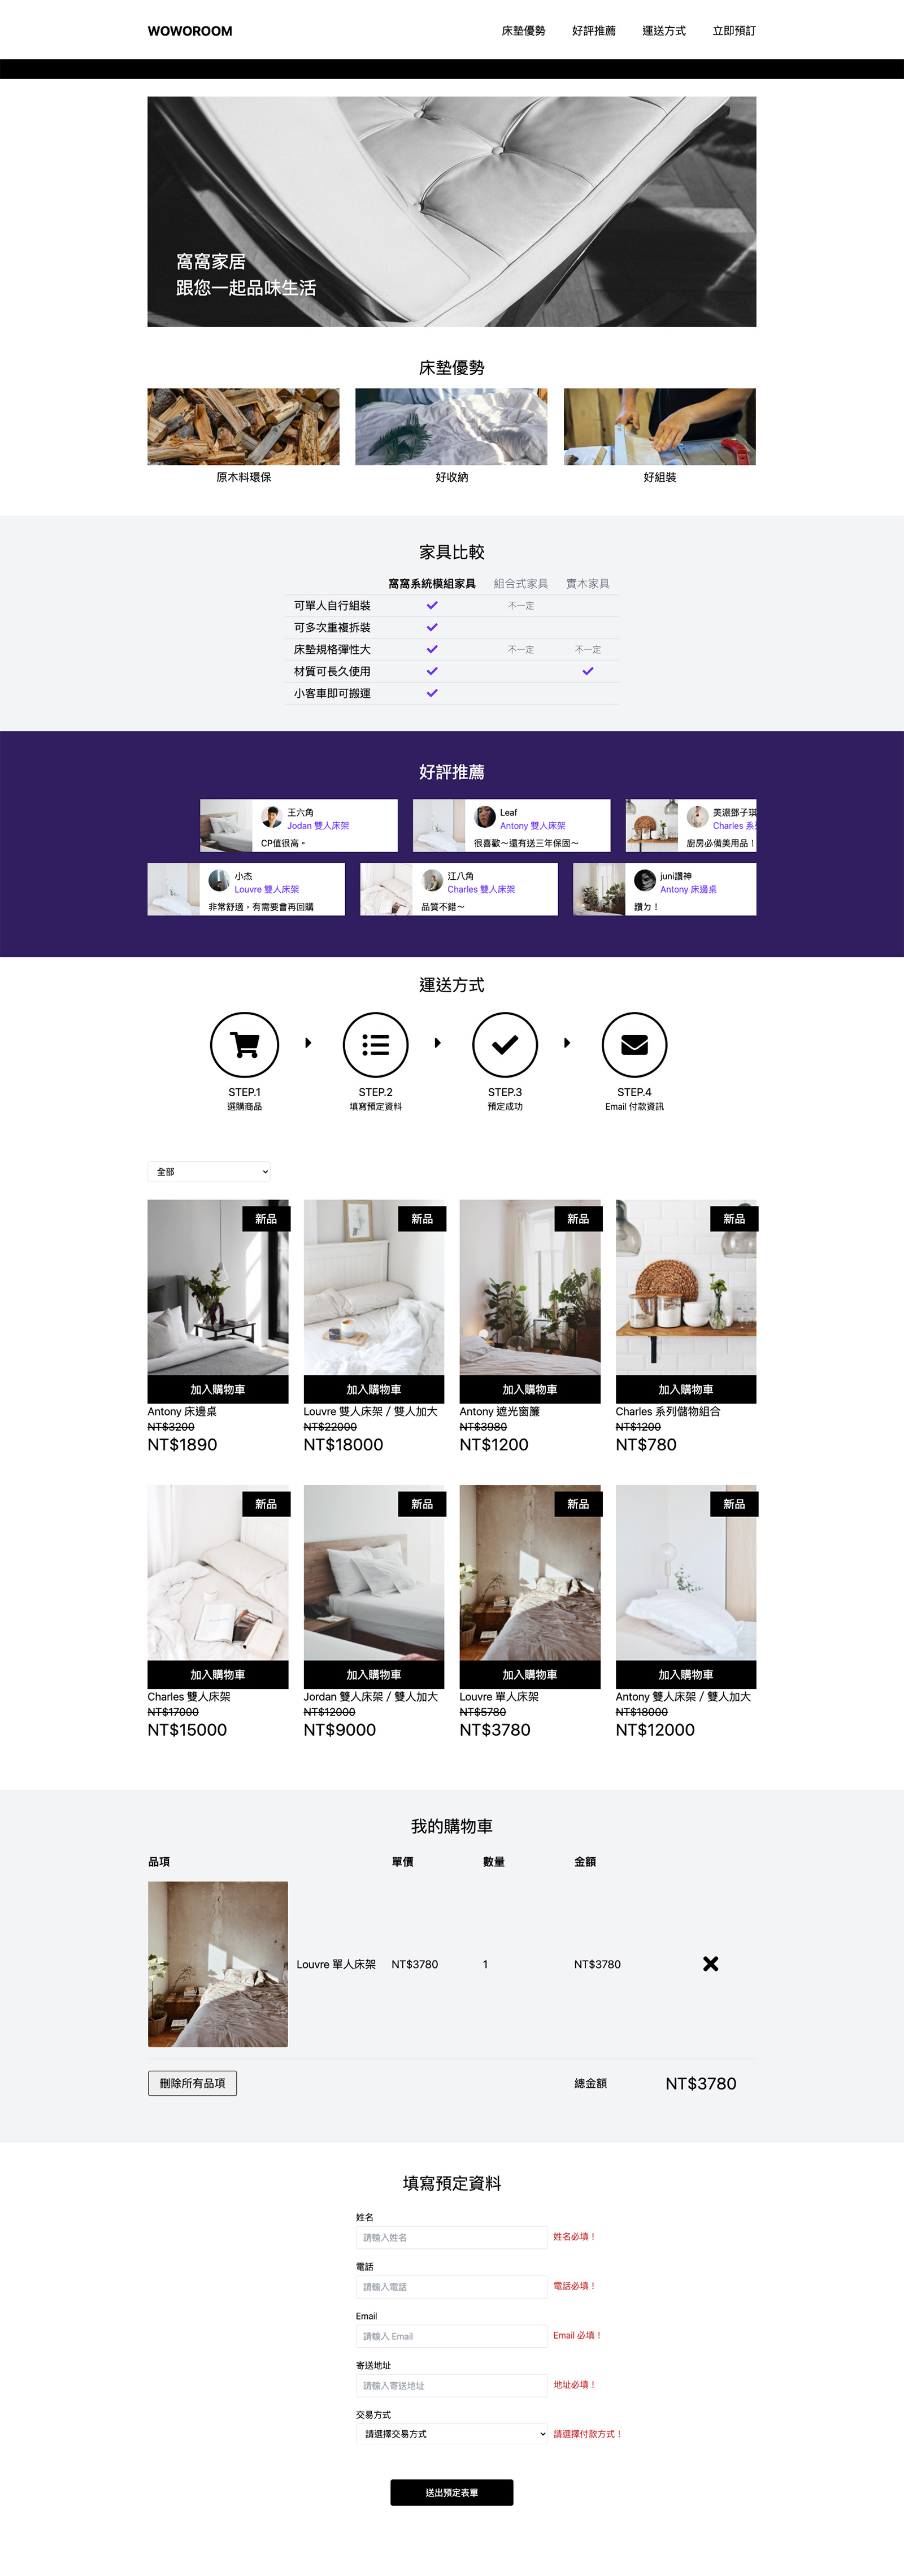 WOWOROOM
床墊優勢 好評推薦 運送方式 立即預訂
窩窩家居
跟您一起品味生活
床墊優勢
原木料環保 好收納 好組裝
家具比較
窩窩系統模組家具 組合式家具 實木家具
可單人自行組裝 不一定
可多次重複拆裝
床墊規格彈性大 不一定 不一定
材質可長久使用
小客車即可搬運
好評推薦
王六角
Jodan 雙人床架
CP值很高。
Leaf
Antony 雙人床架
很喜歡～還有送三年保固～
美濃鄧子琪
Charles 系
廚房必備美用品！
小杰
Louvre 雙人床架
非常舒適，有需要會再回購
江八角
Charles 雙人床架
品質不錯～
juni讚神
Antony 床邊桌
讚ㄉ！
運送方式
STEP.1 STEP.2 STEP.3 STEP.4
選購商品 填寫預定資料 預定成功 Email 付款資訊
全部
新品 新品 新品 新品
加入購物車 加入購物車 加入購物車 加入購物車
Antony 床邊桌 Louvre 雙人床架 / 雙人加大 Antony 遮光窗簾 Charles 系列儲物組合
NT$3200 NT$22000 NT$3980 NT$1200
NT$1890 NT$18000 NT$1200 NT$780
新品 新品 新品 新品
加入購物車 加入購物車 加入購物車 加入購物車
Charles 雙人床架 Jordan 雙人床架 / 雙人加大 Louvre 單人床架 Antony 雙人床架 / 雙人加大
NT$17000 NT$12000 NT$5780 NT$18000
NT$15000 NT$9000 NT$3780 NT$12000
我的購物車
品項 單價 數量 金額
Louvre 單人床架 NT$3780 1 NT$3780
刪除所有品項 總金額 NT$3780
填寫預定資料
姓名
請輸入姓名 姓名必填！
電話
請輸入電話 電話必填！
Email
請輸入 Email Email 必填！
寄送地址
請輸入寄送地址 地址必填！
交易方式
請選擇交易方式 請選擇付款方式！
送出預定表單